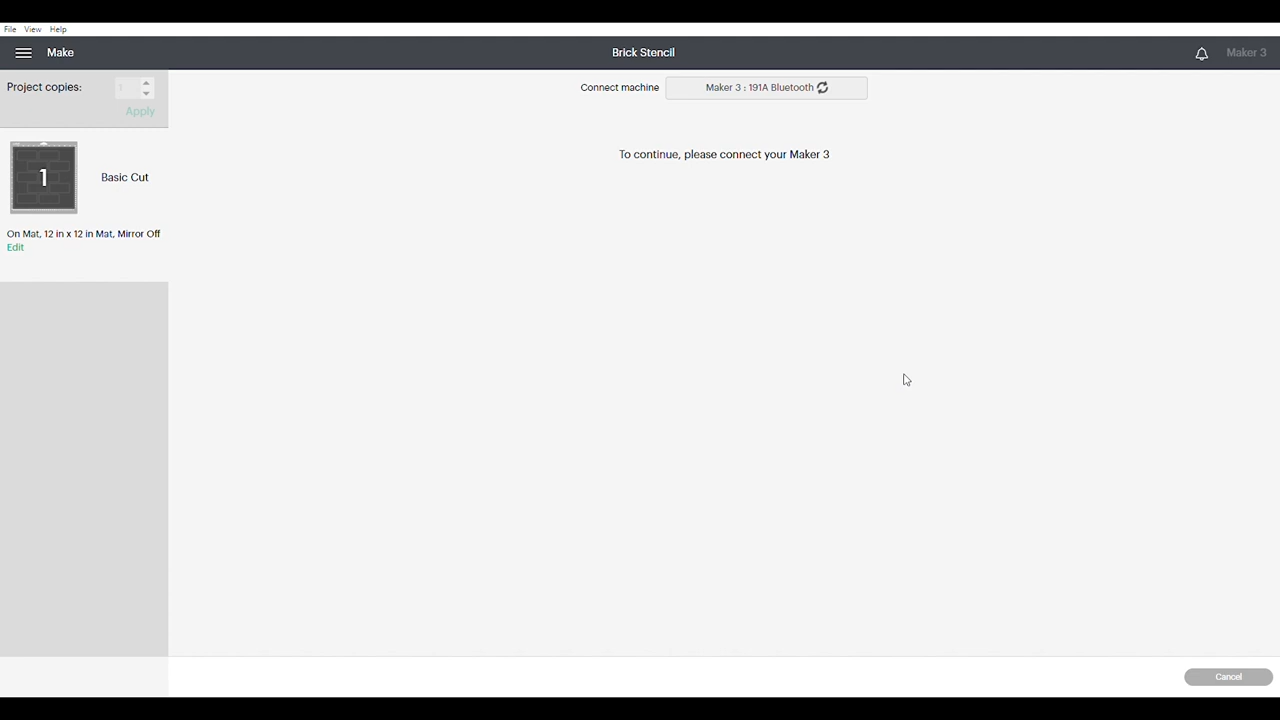 File View Help
Make
Brick Stencil
Maker 3
Project copies:
1
Apply
Connect machine
Maker 3 : 191A Bluetooth
To continue, please connect your Maker 3
1
Basic Cut
On Mat, 12 in x 12 in Mat, Mirror Off
Edit
Cancel